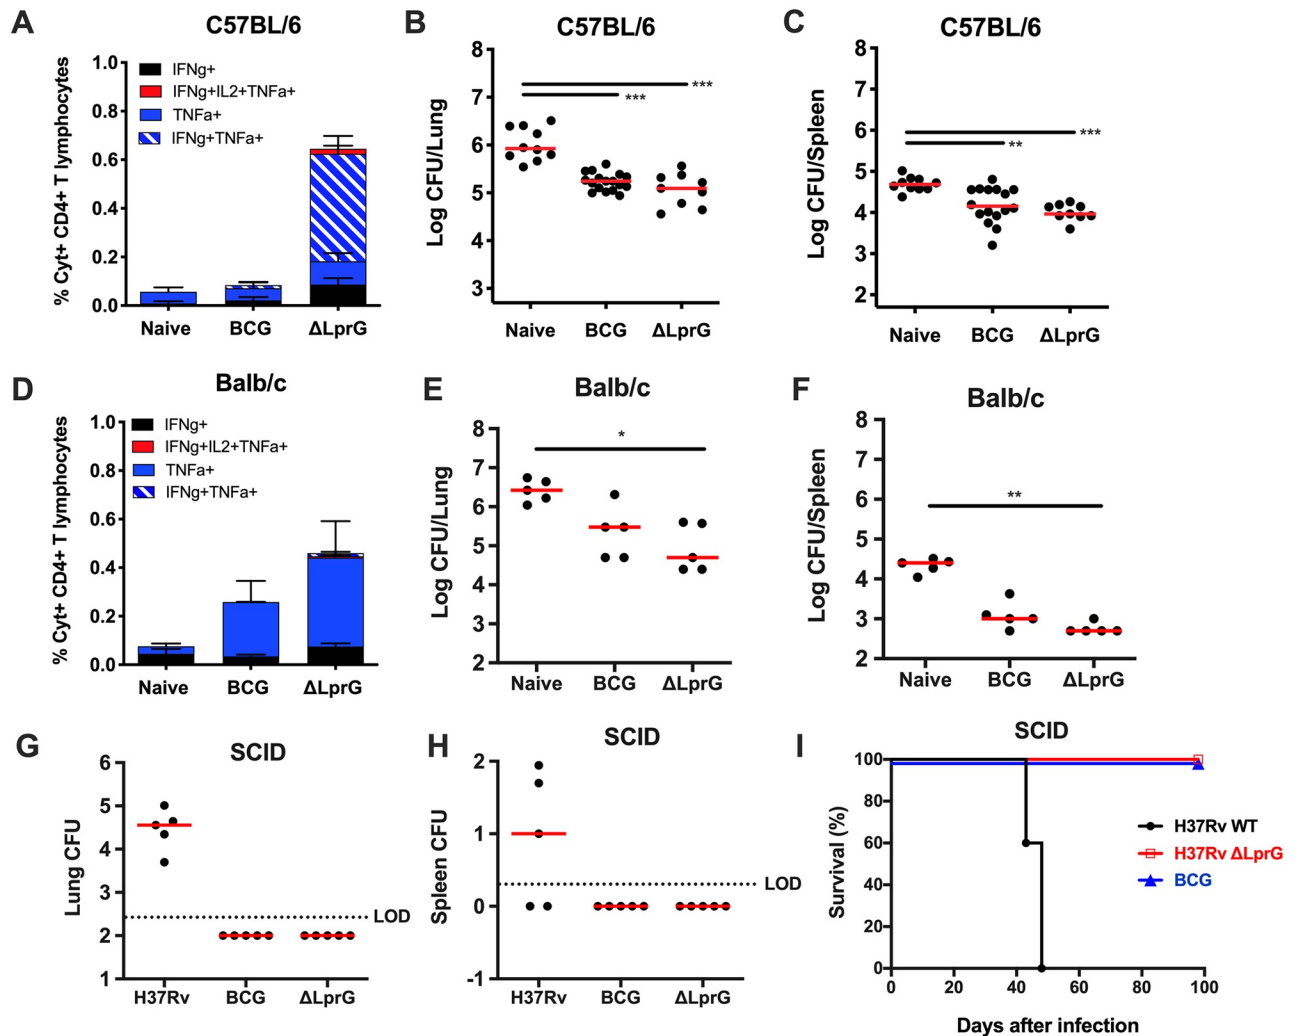 A
C57BL/6
% Cyt+ CD4+ T lymphocytes
1.0
0.8
0.6
0.4
0.2
0.0
IFNg+
IFNg+IL2+TNFa+
TNFa+
IFNg+TNFa+
Naive BCG ΔLprG
B
C57BL/6
Log CFU/Lung
8
7
6
5
4
3
***
***
Naive BCG ΔLprG
C
C57BL/6
Log CFU/Spleen
8
7
6
5
4
3
2
***
**
Naive BCG ΔLprG
D
Balb/c
% Cyt+ CD4+ T lymphocytes
1.0
0.8
0.6
0.4
0.2
0.0
IFNg+
IFNg+IL2+TNFa+
TNFa+
IFNg+TNFa+
Naive BCG ΔLprG
E
Balb/c
Log CFU/Lung
8
7
6
5
4
3
2
*
Naive BCG ΔLprG
F
Balb/c
Log CFU/Spleen
8
7
6
5
4
3
2
**
Naive BCG ΔLprG
G
SCID
Lung CFU
6
5
4
3
2
1
LOD
H37Rv BCG ΔLprG
H
SCID
Spleen CFU
2
1
0
-1
LOD
H37Rv BCG ΔLprG
I
SCID
Survival (%)
100
80
60
40
20
0
0 20 40 60 80 100
Days after infection
H37Rv WT
H37Rv ΔLprG
BCG